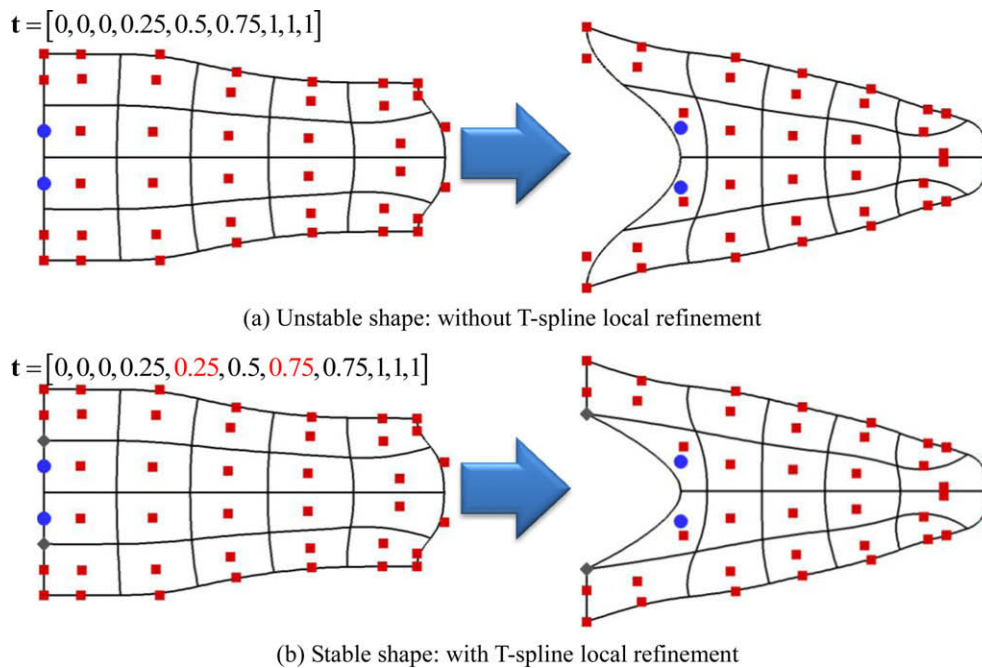 t = [0, 0, 0, 0.25, 0.5, 0.75, 1, 1, 1]
(a) Unstable shape: without T-spline local refinement
t = [0, 0, 0, 0.25, 0.25, 0.5, 0.75, 0.75, 1, 1, 1]
(b) Stable shape: with T-spline local refinement